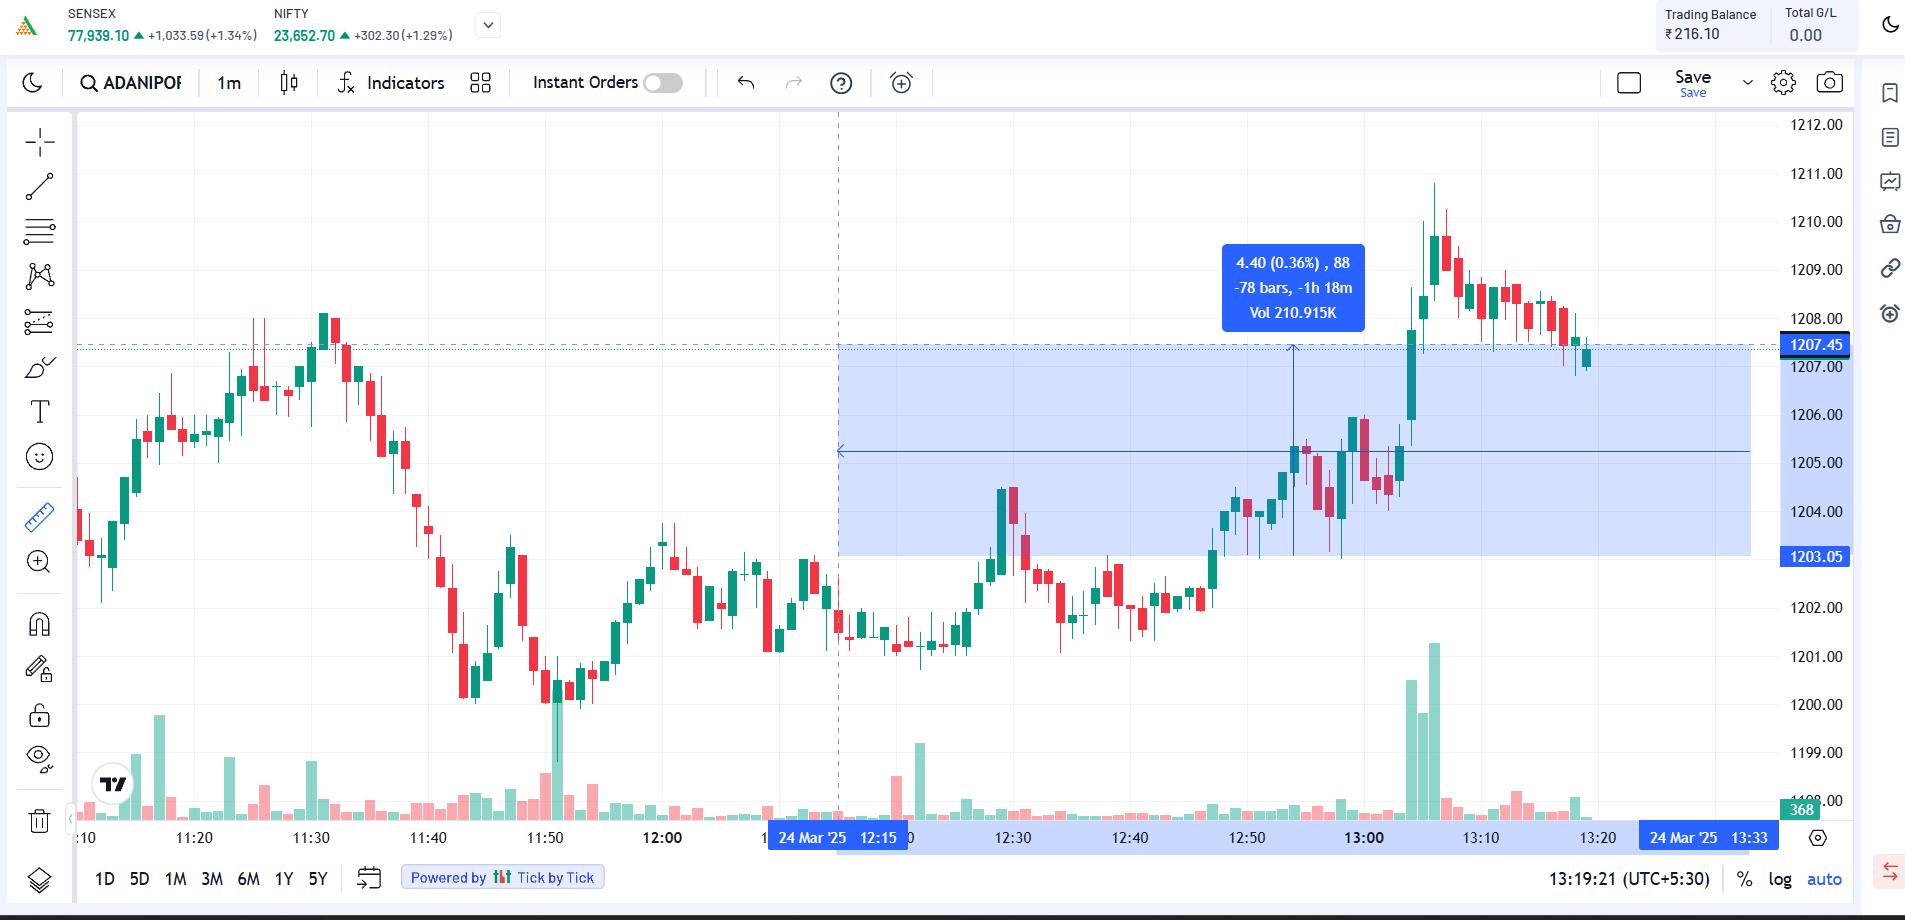 SENSEX
77,939.10 ▲ +1,033.59 (+1.34%)
NIFTY
23,652.70 ▲ +302.30 (+1.29%)
Trading Balance
₹ 216.10
Total G/L
0.00
ADANIPOR
1m
Indicators
Instant Orders
Save
Save
1212.00
1211.00
1210.00
1209.00
1208.00
1207.45
1207.00
1206.00
1205.00
1204.00
1203.05
1202.00
1201.00
1200.00
1199.00
368
4.40 (0.36%) , 88
-78 bars, -1h 18m
Vol 210.915K
:10
11:20
11:30
11:40
11:50
12:00
24 Mar '25 12:15
12:30
12:40
12:50
13:00
13:10
13:20
24 Mar '25 13:33
1D 5D 1M 3M 6M 1Y 5Y
Powered by Tick by Tick
13:19:21 (UTC+5:30)
% log auto